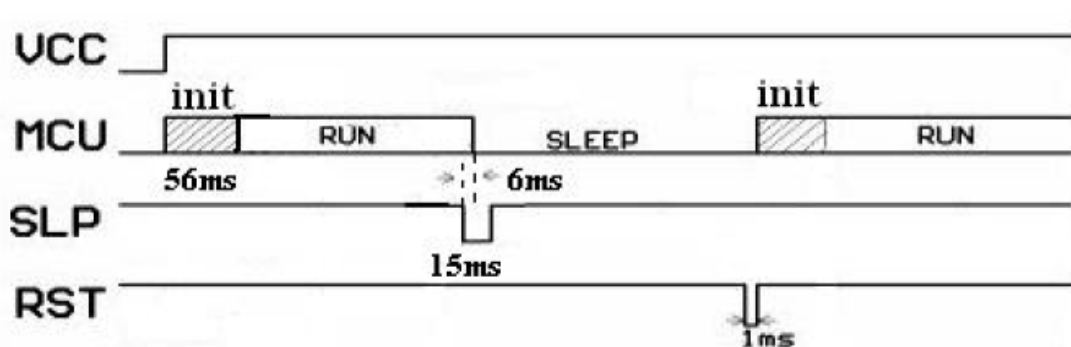 VCC
init init
MCU RUN SLEEP RUN
56ms 6ms
SLP
15ms
RST
1ms